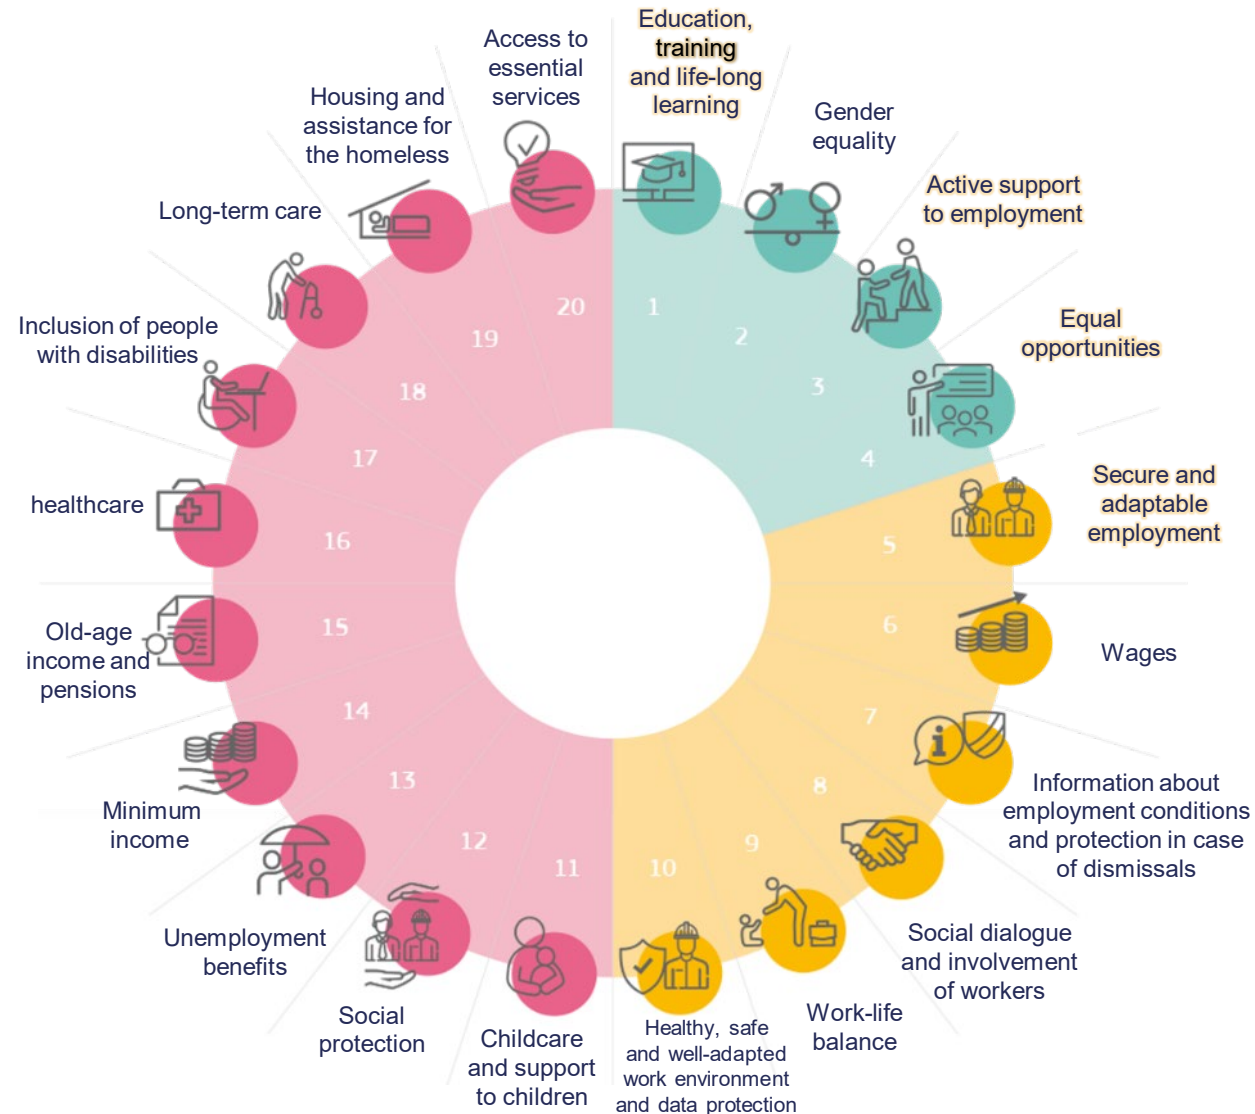 Education,
training
and life-long
learning
Gender
equality
Active support
to employment
Equal
opportunities
Secure and
adaptable
employment
Wages
Information about
employment conditions
and protection in case
of dismissals
Social dialogue
and involvement
of workers
Work-life
balance
Healthy, safe
and well-adapted
work environment
and data protection
Childcare
and support
to children
Social
protection
Unemployment
benefits
Minimum
income
Old-age
income and
pensions
healthcare
Inclusion of people
with disabilities
Long-term care
Housing and
assistance for
the homeless
Access to
essential
services
1
2
3
4
5
6
7
8
9
10
11
12
13
14
15
16
17
18
19
20
i